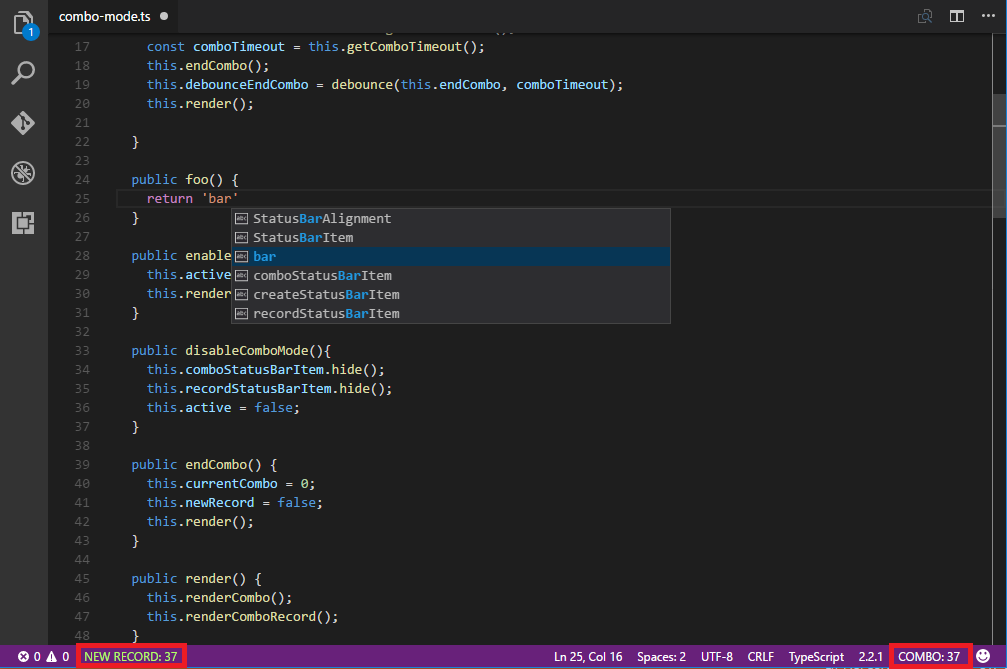 combo-mode.ts
1
17 const comboTimeout = this.getComboTimeout();
18 this.endCombo();
19 this.debounceEndCombo = debounce(this.endCombo, comboTimeout);
20 this.render();
21
22 }
23
24 public foo() {
25 return 'bar'
26 }
StatusBarAlignment
27 StatusBarItem
28 public enable bar
29 this.active comboStatusBarItem
30 this.render createStatusBarItem
31 } recordStatusBarItem
32
33 public disableComboMode(){
34 this.comboStatusBarItem.hide();
35 this.recordStatusBarItem.hide();
36 this.active = false;
37 }
38
39 public endCombo() {
40 this.currentCombo = 0;
41 this.newRecord = false;
42 this.render();
43 }
44
45 public render() {
46 this.renderCombo();
47 this.renderComboRecord();
48 }
0 0 NEW RECORD: 37 Ln 25, Col 16 Spaces: 2 UTF-8 CRLF TypeScript 2.2.1 COMBO: 37